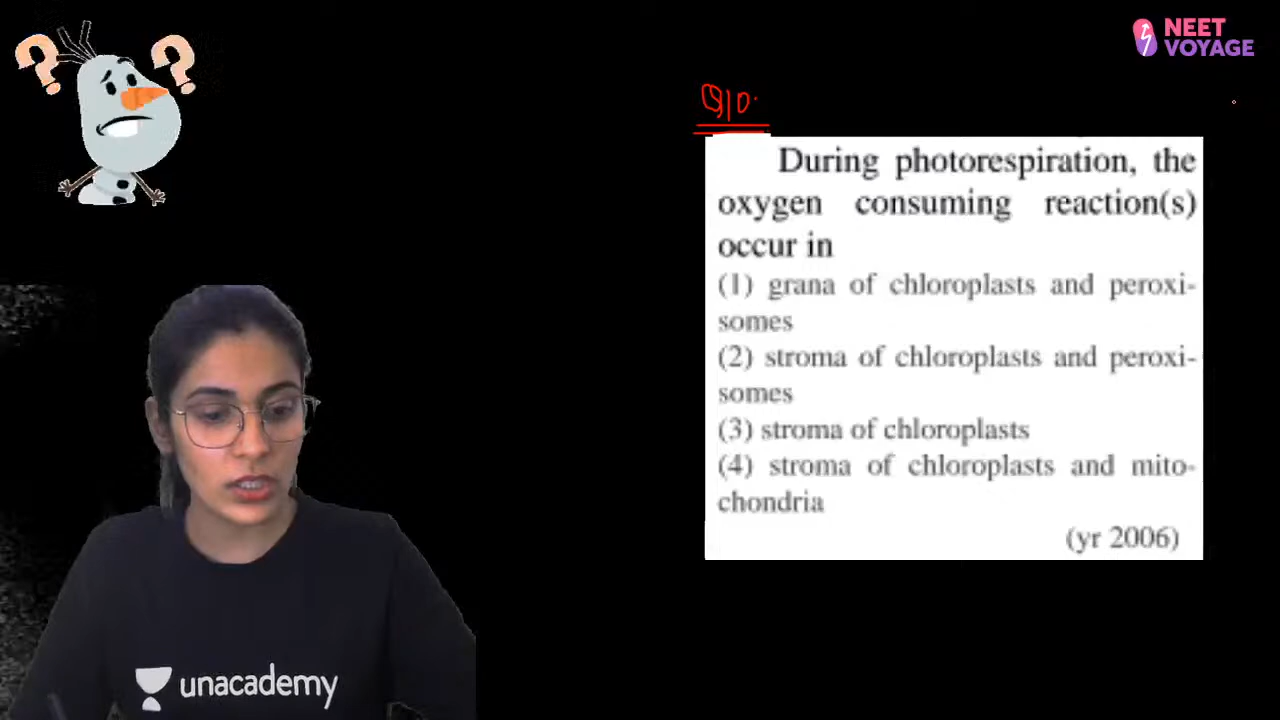 NEET
VOYAGE
Q10.
During photorespiration, the
oxygen consuming reaction(s)
occur in
(1) grana of chloroplasts and peroxi-
somes
(2) stroma of chloroplasts and peroxi-
somes
(3) stroma of chloroplasts
(4) stroma of chloroplasts and mito-
chondria
(yr 2006)
unacademy